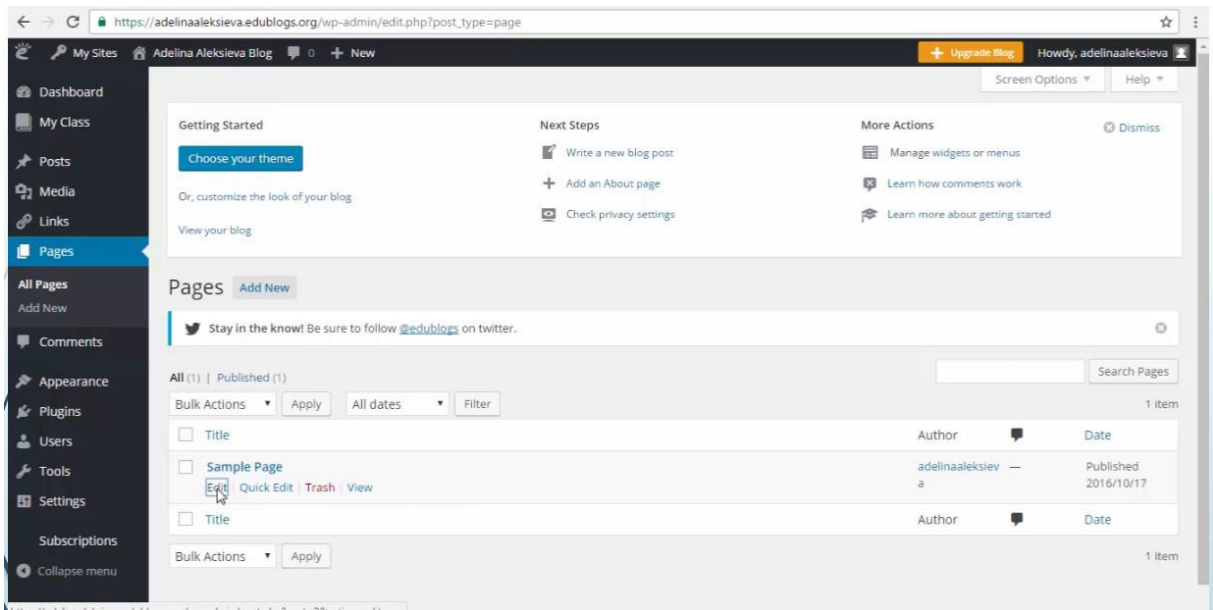 https://adelinaaleksieva.edublogs.org/wp-admin/edit.php?post_type=page
My Sites Adelina Aleksieva Blog 0 + New Upgrade Blog Howdy, adelinaaleksieva
Screen Options Help
Dashboard
My Class
Posts
Media
Links
Pages
All Pages
Add New
Comments
Appearance
Plugins
Users
Tools
Settings
Subscriptions
Collapse menu
Getting Started
Choose your theme
Or, customize the look of your blog
View your blog
Next Steps
Write a new blog post
Add an About page
Check privacy settings
More Actions
Manage widgets or menus
Learn how comments work
Learn more about getting started
Dismiss
Pages Add New
Stay in the know! Be sure to follow @edublogs on twitter.
All (1) | Published (1)
Search Pages
Bulk Actions Apply All dates Filter 1 item
Title Author Date
Sample Page adelinaaleksiev — Published
a 2016/10/17
Edit | Quick Edit | Trash | View
Title Author Date
Bulk Actions Apply 1 item